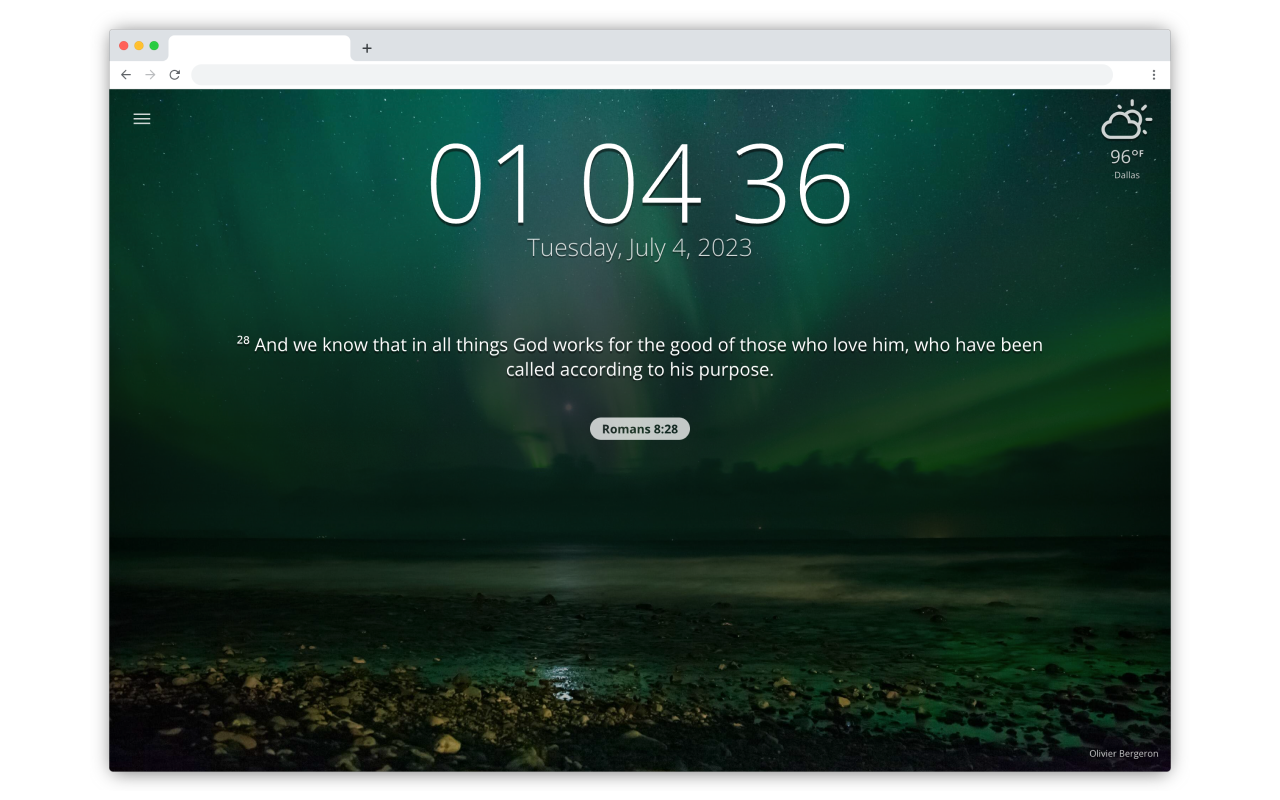 01 04 36
Tuesday, July 4, 2023
96°F
Dallas
28 And we know that in all things God works for the good of those who love him, who have been
called according to his purpose.
Romans 8:28
Olivier Bergeron